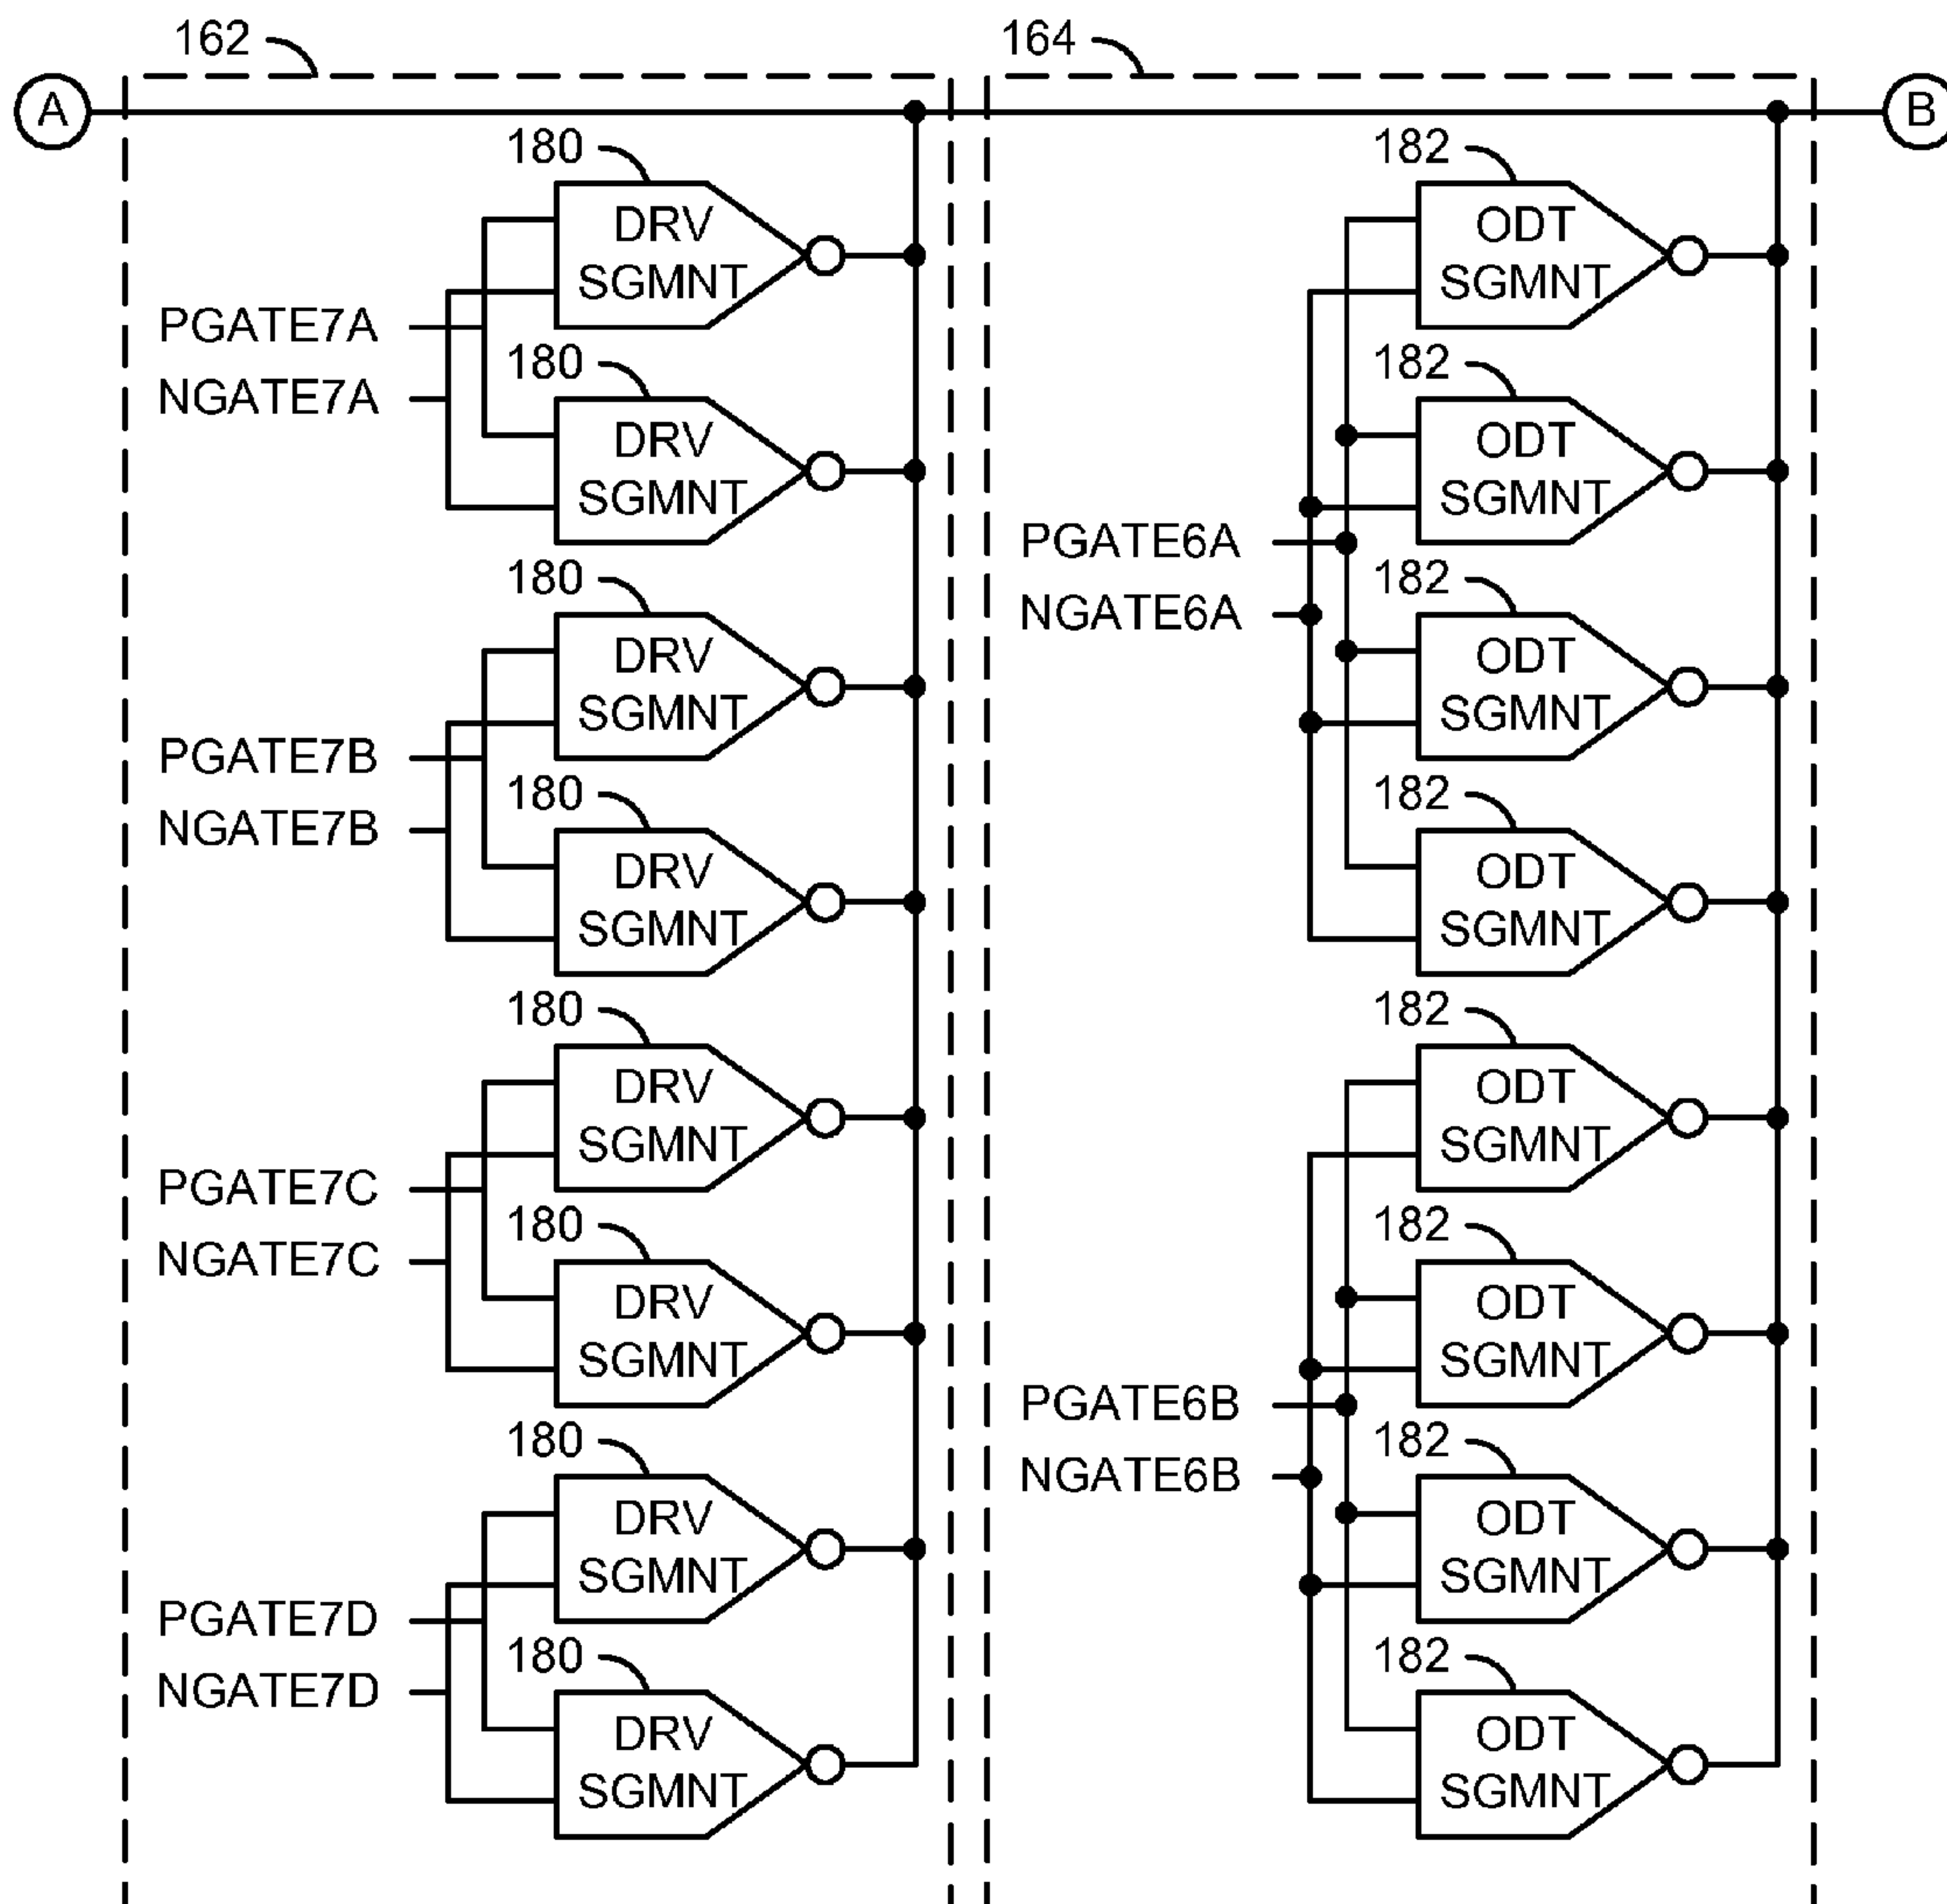 162
164
A
B
180
DRV
SGMNT
PGATE7A
NGATE7A
180
DRV
SGMNT
180
DRV
SGMNT
PGATE7B
NGATE7B
180
DRV
SGMNT
180
DRV
SGMNT
PGATE7C
NGATE7C
180
DRV
SGMNT
180
DRV
SGMNT
PGATE7D
NGATE7D
180
DRV
SGMNT
182
ODT
SGMNT
182
ODT
SGMNT
PGATE6A
NGATE6A
182
ODT
SGMNT
182
ODT
SGMNT
182
ODT
SGMNT
182
ODT
SGMNT
PGATE6B
NGATE6B
182
ODT
SGMNT
182
ODT
SGMNT